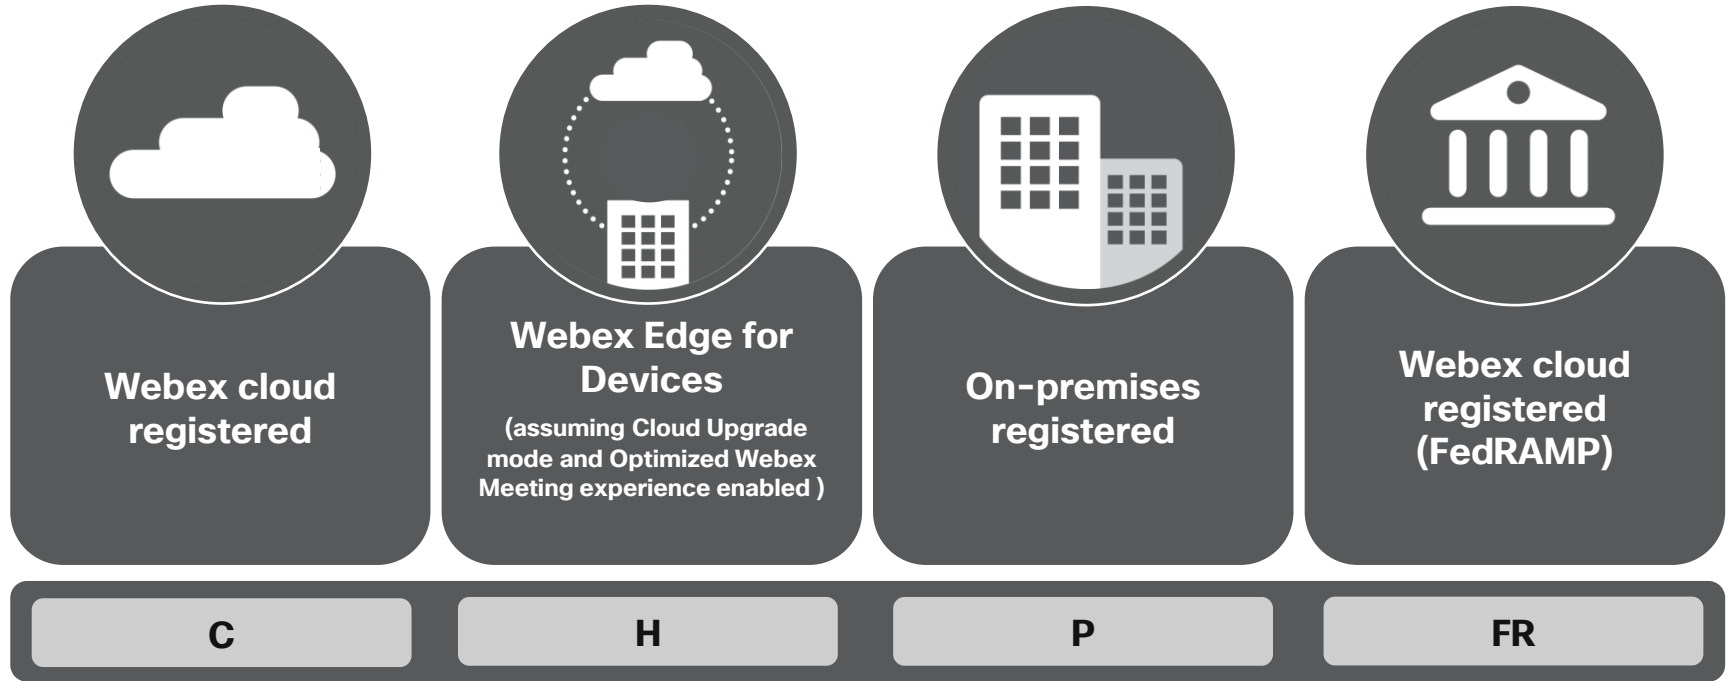 Webex cloud
registered
Webex Edge for
Devices
(assuming Cloud Upgrade
mode and Optimized Webex
Meeting experience enabled )
On-premises
registered
Webex cloud
registered
(FedRAMP)
C
H
P
FR